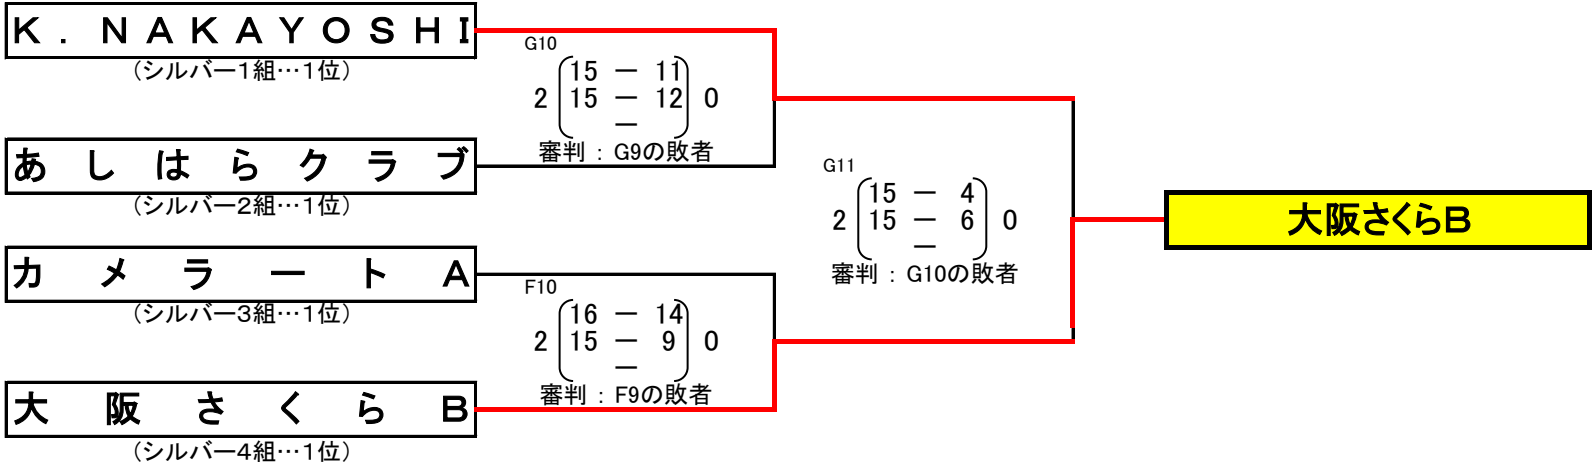 K．NAKAYOSHI
（シルバー1組…1位）
G10
15 － 11
2 15 － 12 0
－
審判：G9の敗者
あしはらクラブ
（シルバー2組…1位）
G11
15 － 4
2 15 － 6 0
－
審判：G10の敗者
大阪さくらB
カメラートA
（シルバー3組…1位）
F10
16 － 14
2 15 － 9 0
－
審判：F9の敗者
大阪さくらB
（シルバー4組…1位）